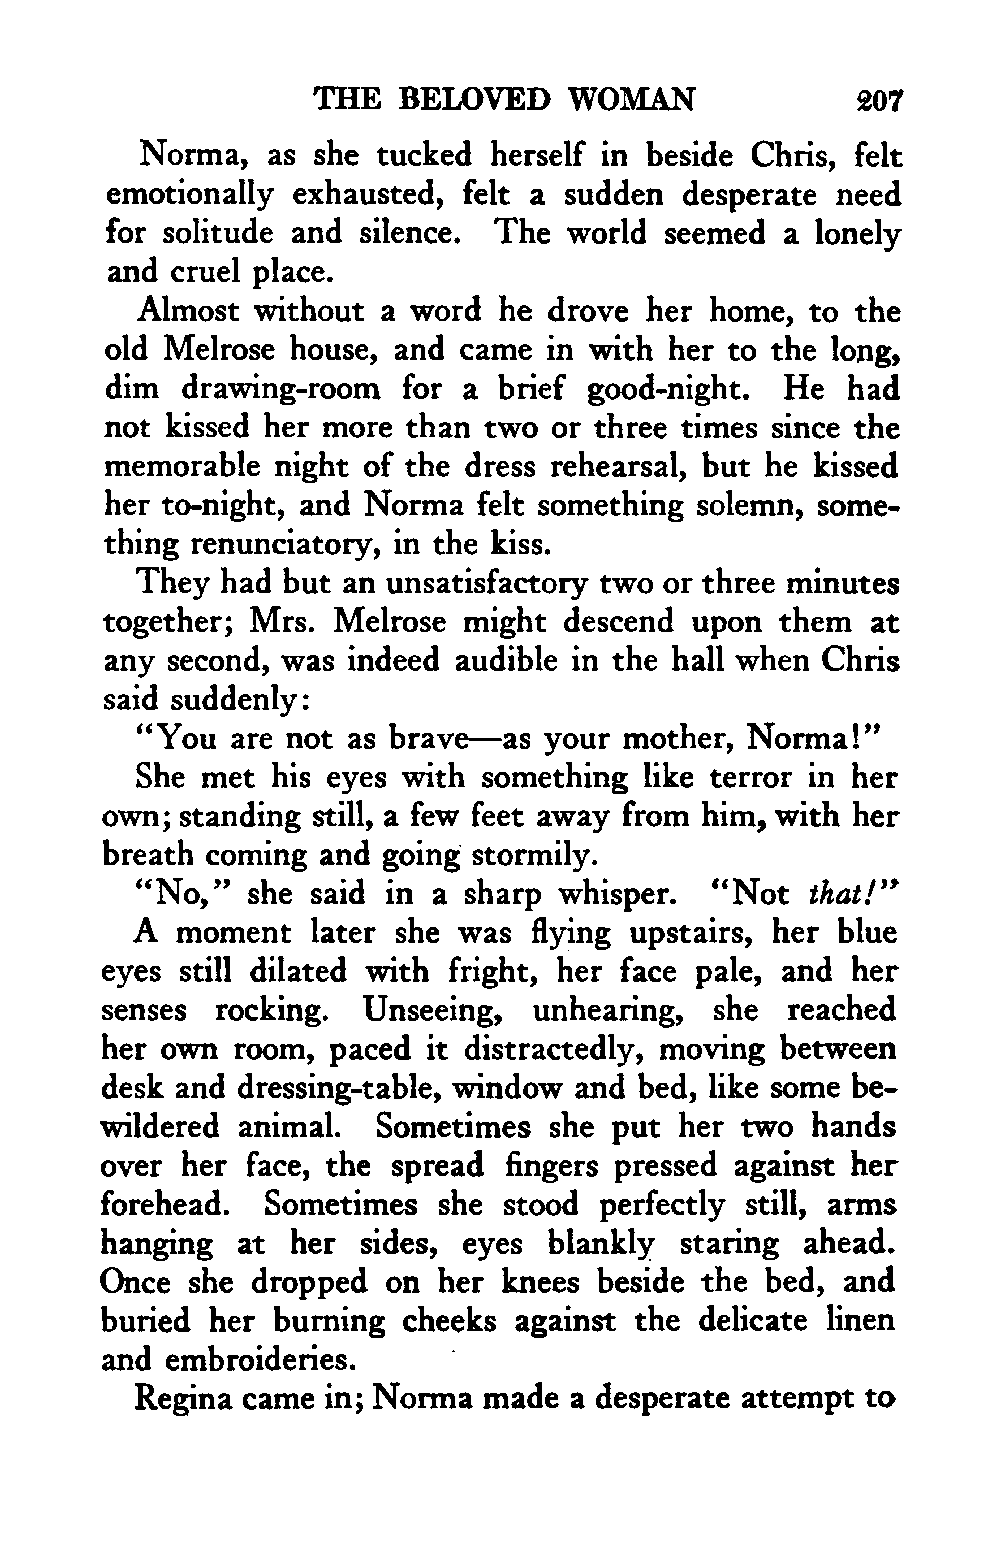 THE BELOVED WOMAN 207
Norma, as she tucked herself in beside Chris, felt
emotionally exhausted, felt a sudden desperate need
for solitude and silence. The world seemed a lonely
and cruel place.
Almost without a word he drove her home, to the
old Melrose house, and came in with her to the long,
dim drawing-room for a brief good-night. He had
not kissed her more than two or three times since the
memorable night of the dress rehearsal, but he kissed
her to-night, and Norma felt something solemn, some-
thing renunciatory, in the kiss.
They had but an unsatisfactory two or three minutes
together; Mrs. Melrose might descend upon them at
any second, was indeed audible in the hall when Chris
said suddenly:
“You are not as brave—as your mother, Norma!”
She met his eyes with something like terror in her
own; standing still, a few feet away from him, with her
breath coming and going stormily.
“No,” she said in a sharp whisper. “Not that!”
A moment later she was flying upstairs, her blue
eyes still dilated with fright, her face pale, and her
senses rocking. Unseeing, unhearing, she reached
her own room, paced it distractedly, moving between
desk and dressing-table, window and bed, like some be-
wildered animal. Sometimes she put her two hands
over her face, the spread fingers pressed against her
forehead. Sometimes she stood perfectly still, arms
hanging at her sides, eyes blankly staring ahead.
Once she dropped on her knees beside the bed, and
buried her burning cheeks against the delicate linen
and embroideries.
Regina came in; Norma made a desperate attempt to